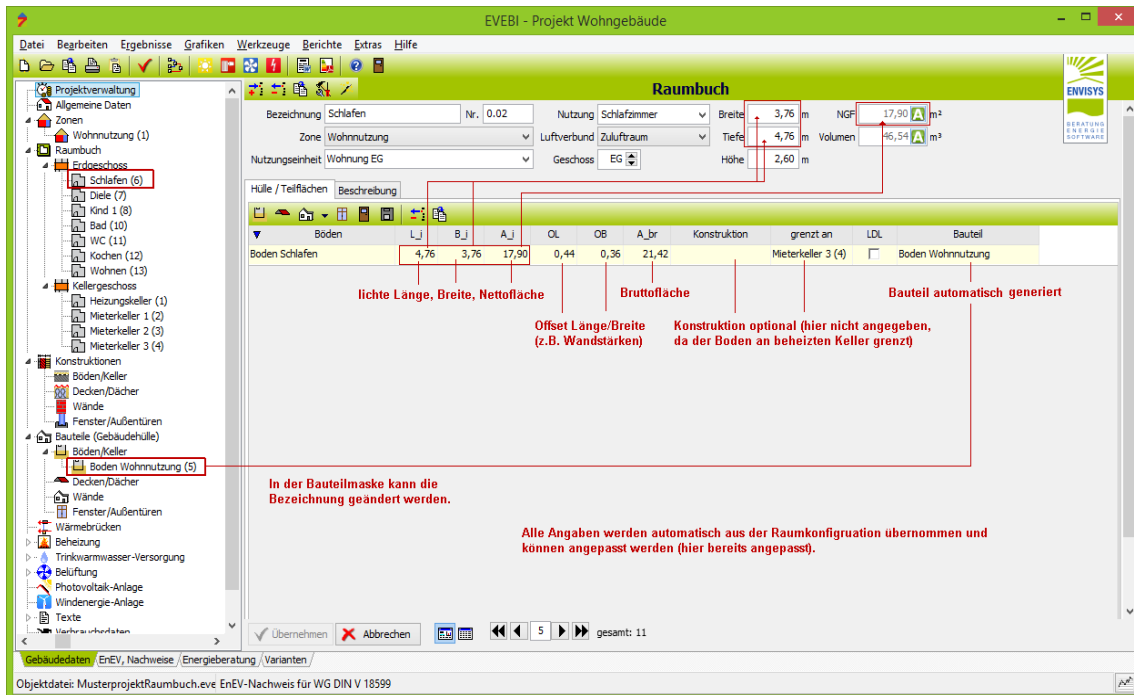 EVEBI - Projekt Wohngebäude
Datei Bearbeiten Ergebnisse Grafiken Werkzeuge Berichte Extras Hilfe
Projektverwaltung
Allgemeine Daten
Zonen
Wohnnutzung (1)
Raumbuch
Erdgeschoss
Schlafen (6)
Diele (7)
Kind 1 (8)
Bad (10)
WC (11)
Kochen (12)
Wohnen (13)
Kellergeschoss
Heizungskeller (1)
Mieterkeller 1 (2)
Mieterkeller 2 (3)
Mieterkeller 3 (4)
Konstruktionen
Böden/Keller
Decken/Dächer
Wände
Fenster/Außentüren
Bauteile (Gebäudehülle)
Böden/Keller
Boden Wohnnutzung (5)
Decken/Dächer
Wände
Fenster/Außentüren
Wärmebrücken
Beheizung
Trinkwarmwasser-Versorgung
Belüftung
Photovoltaik-Anlage
Windenergie-Anlage
Texte
Verbrauchsdaten
Raumbuch
ENVISYS
BERATUNG
ENERGIE
SOFTWARE
Bezeichnung Schlafen Nr. 0.02 Nutzung Schlafzimmer Breite 3,76 m NGF 17,90 A m²
Zone Wohnnutzung Luftverbund Zuluftraum Tiefe 4,76 m Volumen 46,54 A m³
Nutzungseinheit Wohnung EG Geschoss EG Höhe 2,60 m
Hülle / Teilflächen Beschreibung
Böden L_i B_i A_i OL OB A_br Konstruktion grenzt an LDL Bauteil
Boden Schlafen 4,76 3,76 17,90 0,44 0,36 21,42 Mieterkeller 3 (4) Boden Wohnnutzung
lichte Länge, Breite, Nettofläche Bruttofläche Bauteil automatisch generiert
Offset Länge/Breite
(z.B. Wandstärken)
Konstruktion optional (hier nicht angegeben,
da der Boden an beheizten Keller grenzt)
In der Bauteilmaske kann die
Bezeichnung geändert werden.
Alle Angaben werden automatisch aus der Raumkonfigruation übernommen und
können angepasst werden (hier bereits angepasst).
Übernehmen Abbrechen 5 gesamt: 11
Gebäudedaten EnEV, Nachweise Energieberatung Varianten
Objektdatei: MusterprojektRaumbuch.eve EnEV-Nachweis für WG DIN V 18599